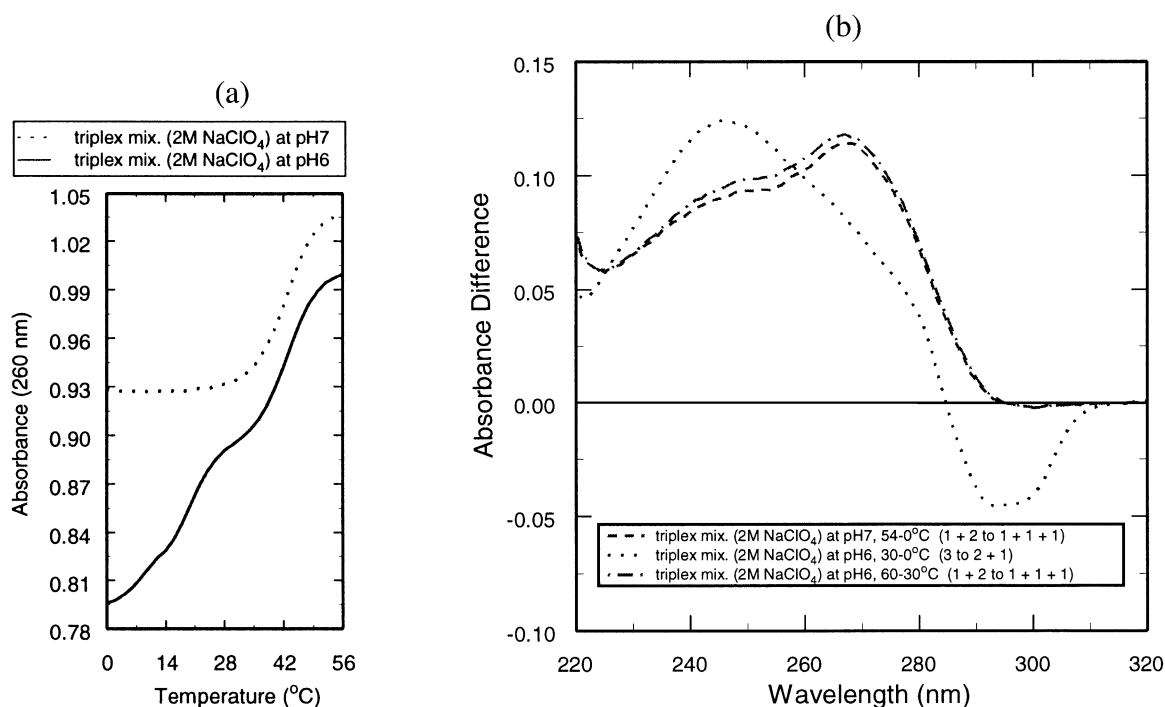 (a)
triplex mix. (2M NaClO4) at pH7
triplex mix. (2M NaClO4) at pH6
1.05
1.02
0.99
0.96
0.93
0.90
0.87
0.84
0.81
0.78
Absorbance (260 nm)
0 14 28 42 56
Temperature (°C)
(b)
0.15
0.10
0.05
0.00
-0.05
-0.10
Absorbance Difference
triplex mix. (2M NaClO4) at pH7, 54-0°C (1 + 2 to 1 + 1 + 1)
triplex mix. (2M NaClO4) at pH6, 30-0°C (3 to 2 + 1)
triplex mix. (2M NaClO4) at pH6, 60-30°C (1 + 2 to 1 + 1 + 1)
220 240 260 280 300 320
Wavelength (nm)